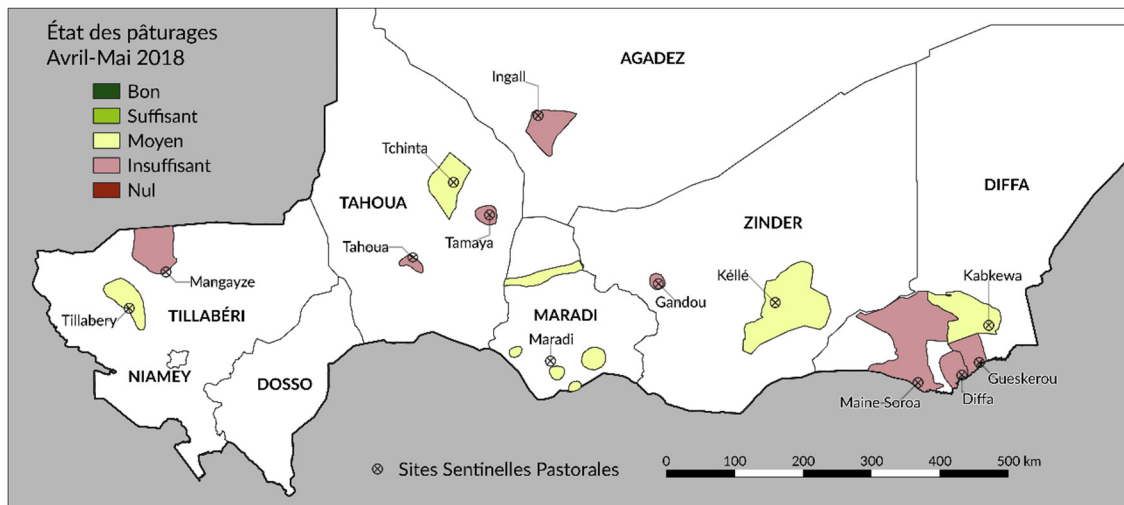 État des pâturages
Avril-Mai 2018
Bon
Suffisant
Moyen
Insuffisant
Nul
AGADEZ
Ingall
Tchinta
TAHOUA
DIFFA
ZINDER
Tamaya
Tahoua
Mangayze
Gandou
Kéllé
Kabkewa
Tillabery
TILLABÉRI
MARADI
Maradi
NIAMEY
DOSSO
Gueskerou
Maine-Soroa
Diffa
Sites Sentinelles Pastorales
0 100 200 300 400 500 km